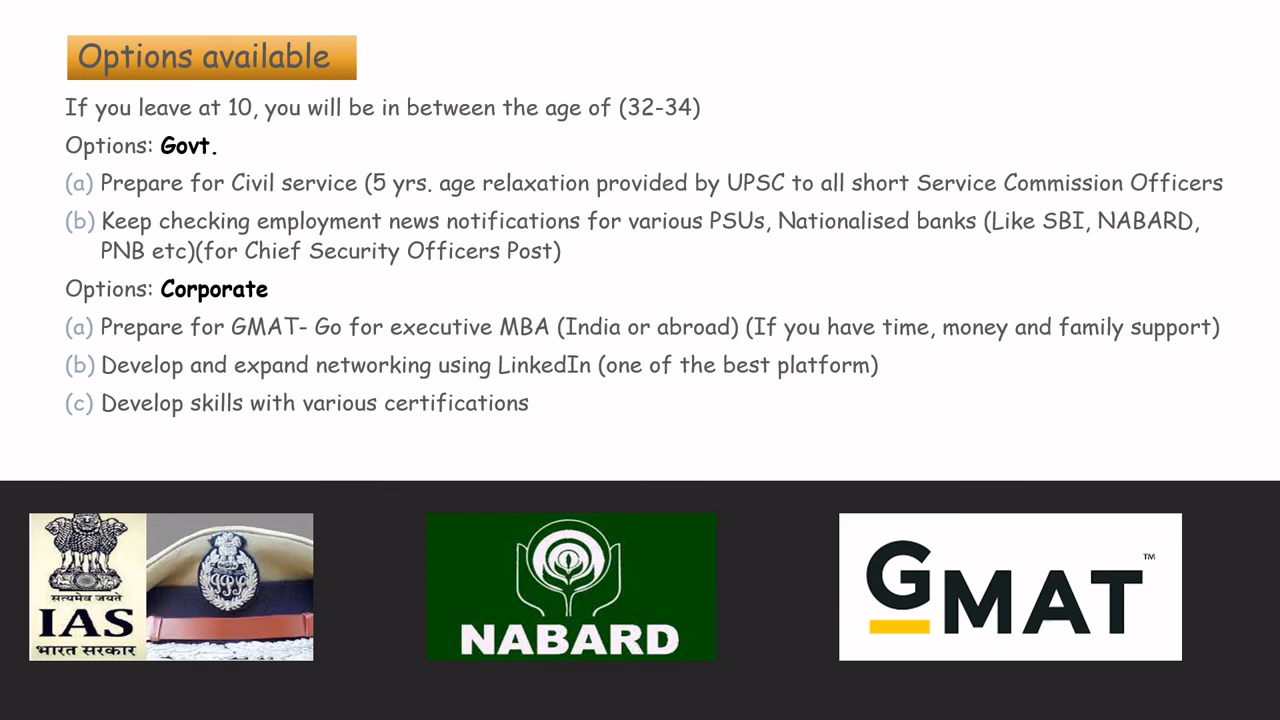 Options available
If you leave at 10, you will be in between the age of (32-34)
Options: Govt.
(a) Prepare for Civil service (5 yrs. age relaxation provided by UPSC to all short Service Commission Officers
(b) Keep checking employment news notifications for various PSUs, Nationalised banks (Like SBI, NABARD,
PNB etc)(for Chief Security Officers Post)
Options: Corporate
(a) Prepare for GMAT- Go for executive MBA (India or abroad) (If you have time, money and family support)
(b) Develop and expand networking using LinkedIn (one of the best platform)
(c) Develop skills with various certifications
सत्यमेव जयते
IAS
भारत सरकार
NABARD
GMAT™